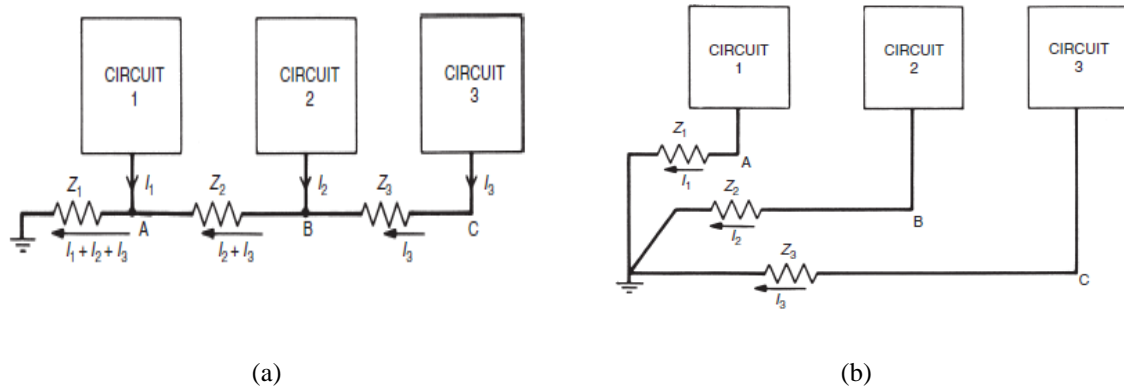 CIRCUIT
1
CIRCUIT
2
CIRCUIT
3
I1
I2
I3
Z1
Z2
Z3
A
B
C
I1 + I2 + I3
I2 + I3
I3
(a)
CIRCUIT
1
CIRCUIT
2
CIRCUIT
3
Z1
A
I1
Z2
B
I2
Z3
C
I3
(b)